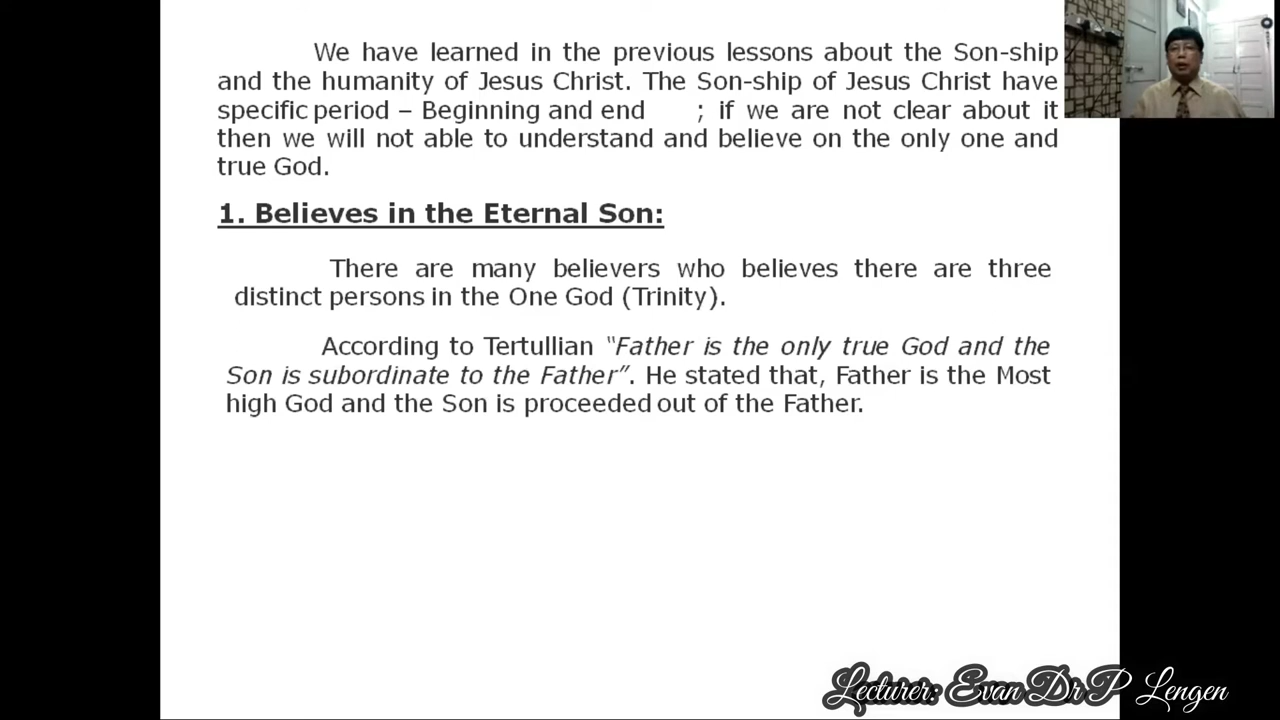 We have learned in the previous lessons about the Son-ship
and the humanity of Jesus Christ. The Son-ship of Jesus Christ have
specific period – Beginning and end ; if we are not clear about it
then we will not able to understand and believe on the only one and
true God.
1. Believes in the Eternal Son:
There are many believers who believes there are three
distinct persons in the One God (Trinity).
According to Tertullian “Father is the only true God and the
Son is subordinate to the Father”. He stated that, Father is the Most
high God and the Son is proceeded out of the Father.
Lecturer: Evan Dr P Lengen